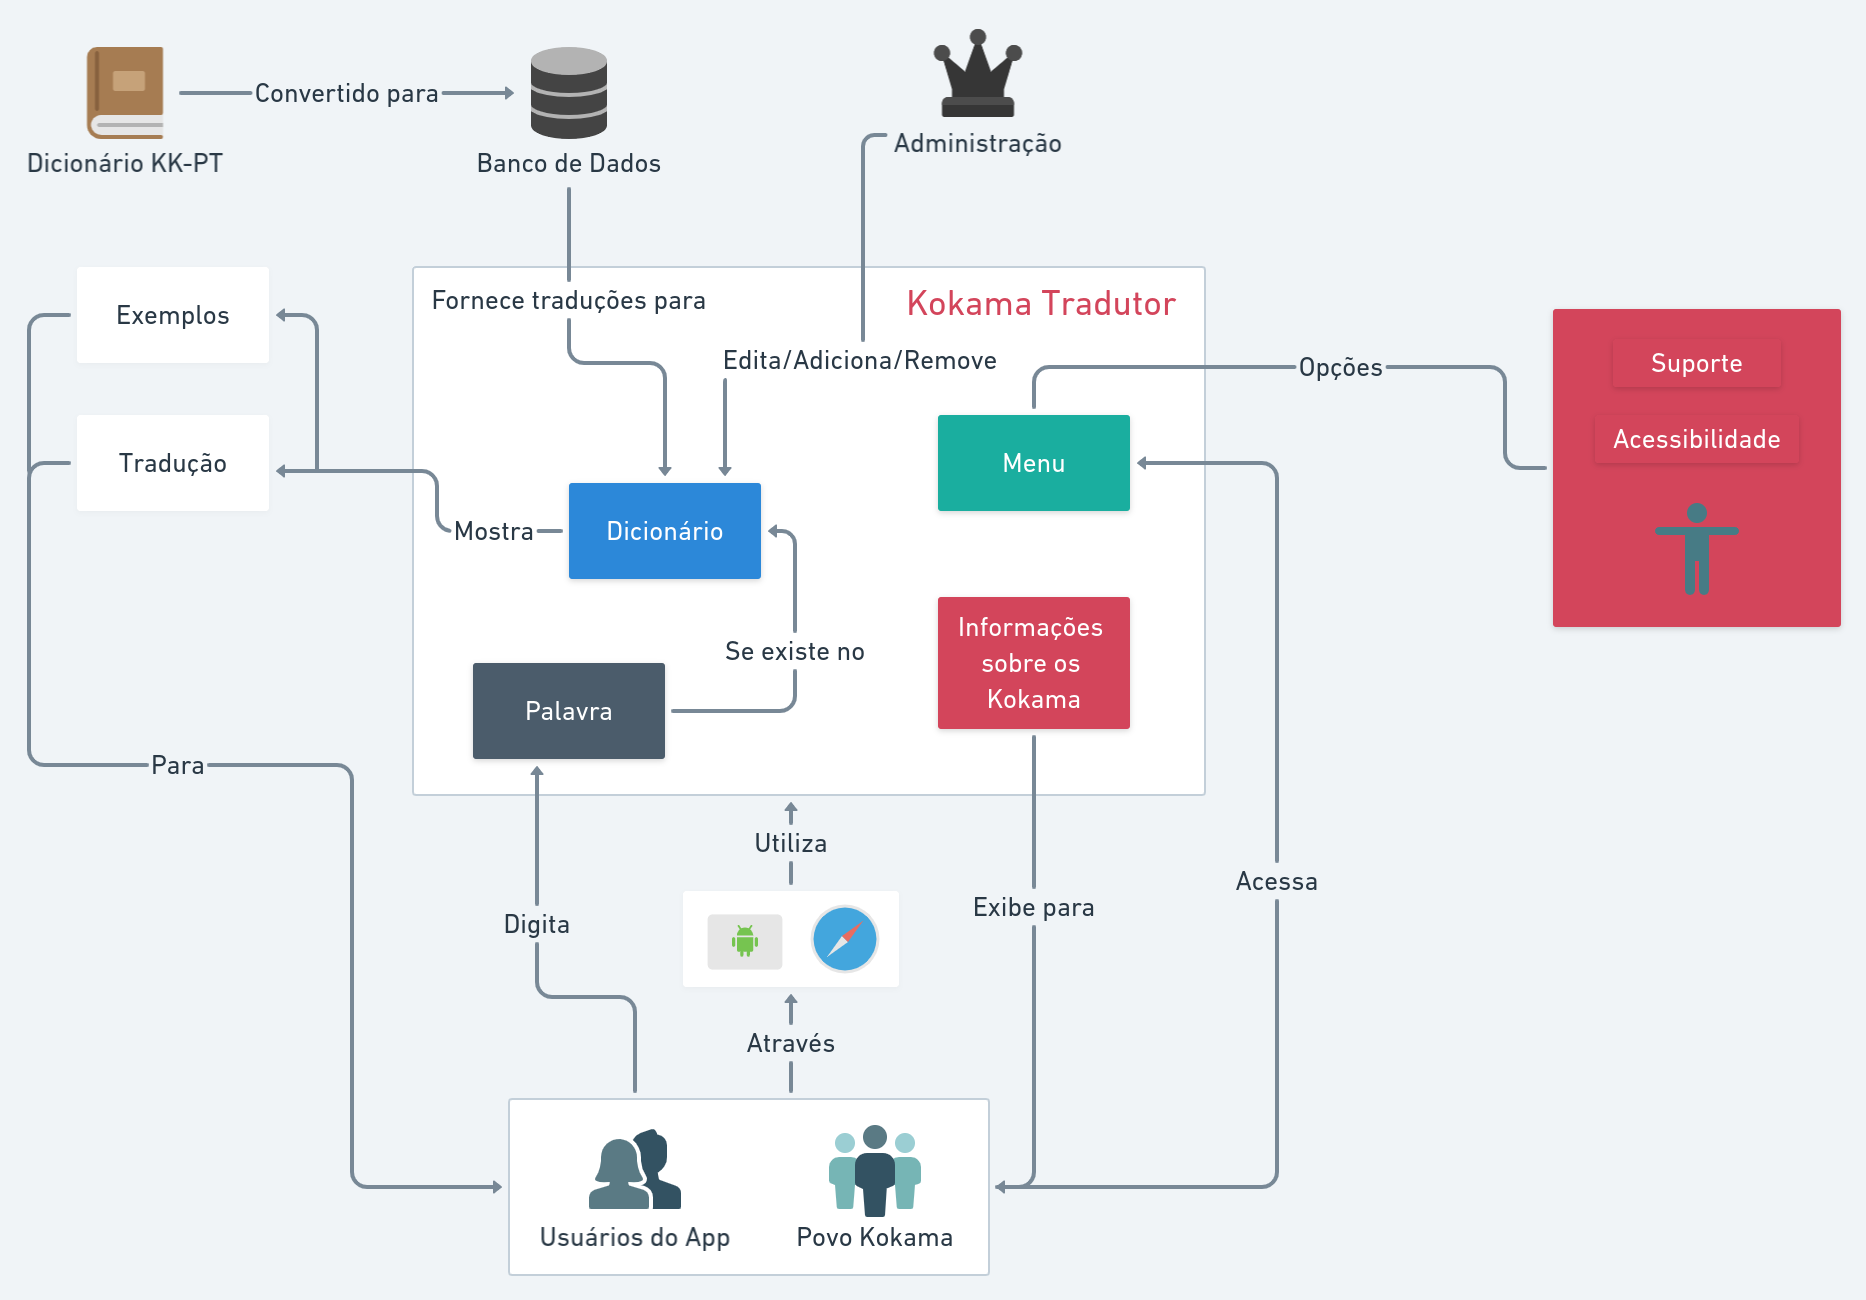 Convertido para
Administração
Dicionário KK-PT
Banco de Dados
Fornece traduções para
Kokama Tradutor
Exemplos
Edita/Adiciona/Remove
Opções
Suporte
Acessibilidade
Tradução
Menu
Mostra
Dicionário
Informações
sobre os
Kokama
Se existe no
Palavra
Para
Utiliza
Acessa
Exibe para
Digita
Através
Usuários do App
Povo Kokama